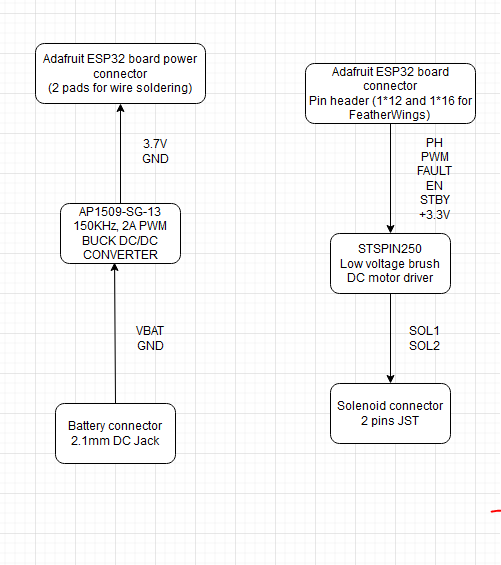 Adafruit ESP32 board power
connector
(2 pads for wire soldering)
3.7V
GND
AP1509-SG-13
150KHz, 2A PWM
BUCK DC/DC
CONVERTER
VBAT
GND
Battery connector
2.1mm DC Jack
Adafruit ESP32 board
connector
Pin header (1*12 and 1*16 for
FeatherWings)
PH
PWM
FAULT
EN
STBY
+3.3V
STSPIN250
Low voltage brush
DC motor driver
SOL1
SOL2
Solenoid connector
2 pins JST